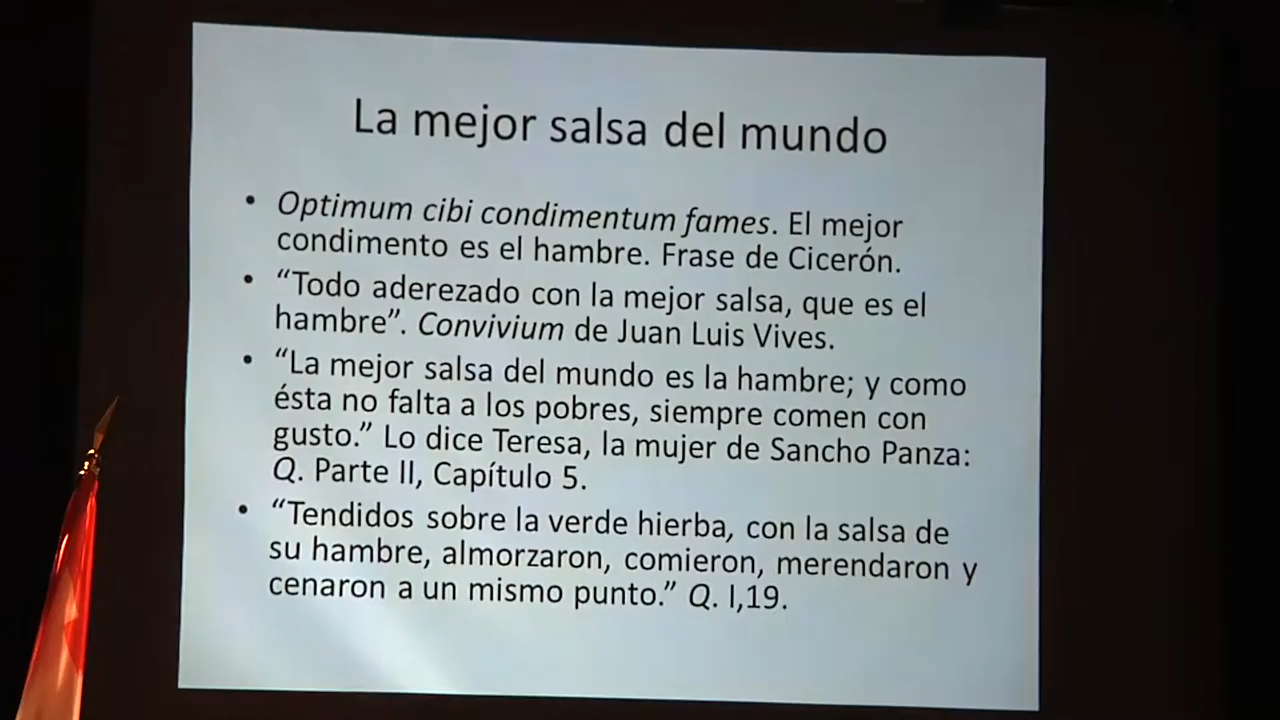 La mejor salsa del mundo
• Optimum cibi condimentum fames. El mejor
condimento es el hambre. Frase de Cicerón.
• “Todo aderezado con la mejor salsa, que es el
hambre”. Convivium de Juan Luis Vives.
• “La mejor salsa del mundo es la hambre; y como
ésta no falta a los pobres, siempre comen con
gusto.” Lo dice Teresa, la mujer de Sancho Panza:
Q. Parte II, Capítulo 5.
• “Tendidos sobre la verde hierba, con la salsa de
su hambre, almorzaron, comieron, merendaron y
cenaron a un mismo punto.” Q. I,19.